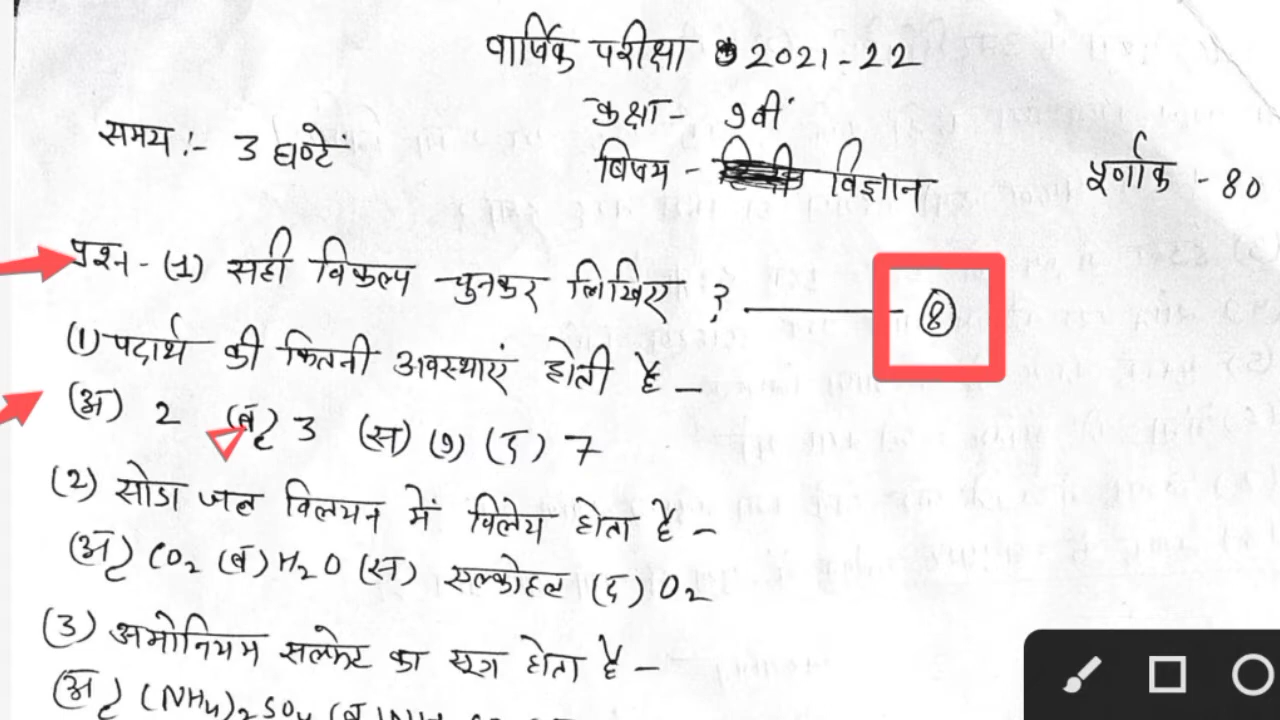 वार्षिक परीक्षा 2021-22
कक्षा - 9वीं
समय :- 3 घण्टे
विषय - विज्ञान
पूर्णांक - 80
प्रश्न - (1) सही विकल्प चुनकर लिखिए ? (8)
(1) पदार्थ की कितनी अवस्थाएं होती है -
(अ) 2 (ब) 3 (स) (9) (द) 7
(2) सोडा जल विलयन में विलेय होता है -
(अ) CO₂ (ब) H₂O (स) एल्कोहल (द) O₂
(3) अमोनियम सल्फेट का सूत्र होता है -
(अ) (NH₄)₂SO₄ (ब)